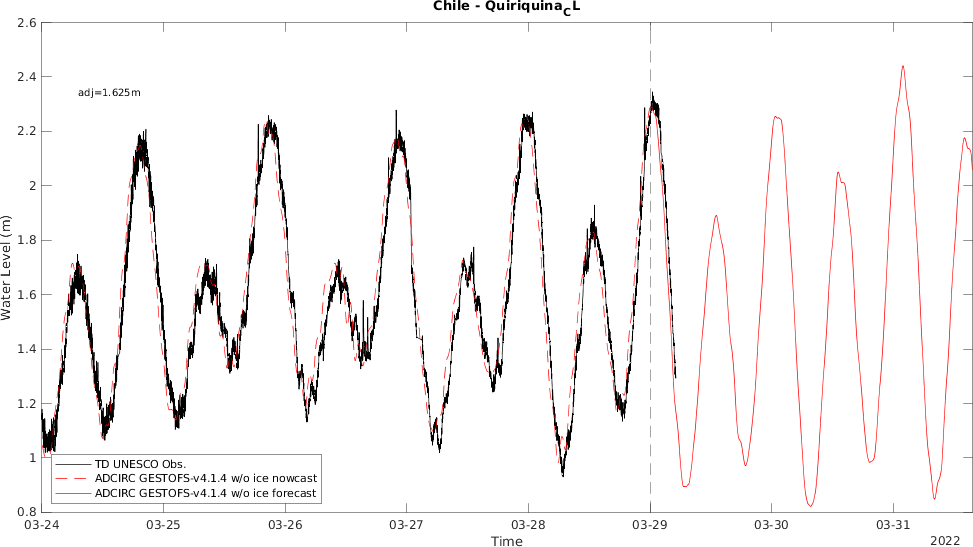 Chile - Quiriquina_CL
2.6
2.4
2.2
2
1.8
1.6
1.4
1.2
1
0.8
Water Level (m)
adj=1.625m
TD UNESCO Obs.
ADCIRC GESTOFS-v4.1.4 w/o ice nowcast
ADCIRC GESTOFS-v4.1.4 w/o ice forecast
03-24 03-25 03-26 03-27 03-28 03-29 03-30 03-31
Time
2022